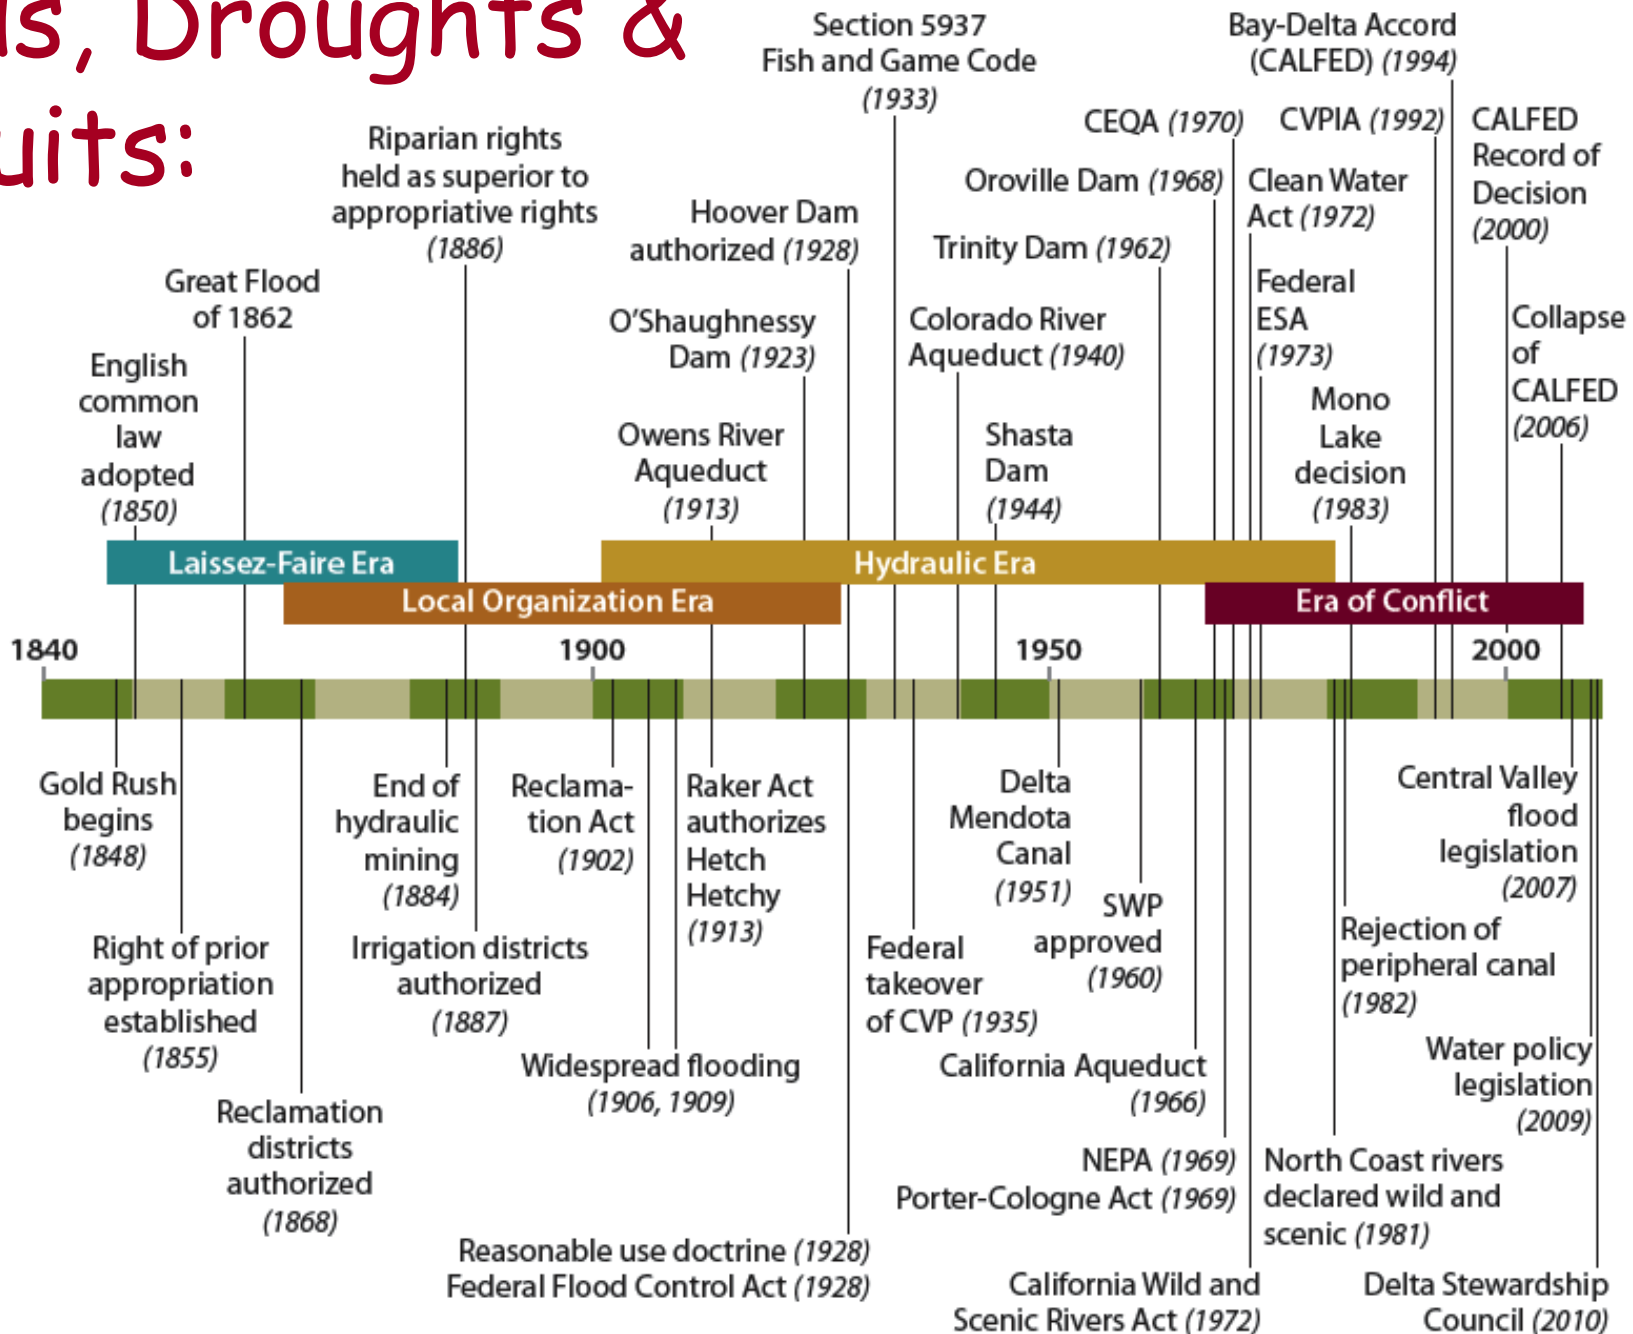 Droughts &
Section 5937
Fish and Game Code
(1933)
Bay-Delta Accord
(CALFED) (1994)
Riparian rights
held as superior to
appropriative rights
(1886)
CEQA (1970)
CVPIA (1992)
CALFED
Record of
Decision
(2000)
Oroville Dam (1968)
Clean Water
Act (1972)
Hoover Dam
authorized (1928)
Trinity Dam (1962)
Great Flood
of 1862
Federal
ESA
(1973)
O'Shaughnessy
Dam (1923)
Colorado River
Aqueduct (1940)
Collapse
of
CALFED
(2006)
English
common
law
adopted
(1850)
Mono
Lake
decision
(1983)
Owens River
Aqueduct
(1913)
Shasta
Dam
(1944)
Laissez-Faire Era
Hydraulic Era
Local Organization Era
Era of Conflict
1840
1900
1950
2000
Gold Rush
begins
(1848)
End of
hydraulic
mining
(1884)
Reclama-
tion Act
(1902)
Raker Act
authorizes
Hetch
Hetchy
(1913)
Delta
Mendota
Canal
(1951)
Central Valley
flood
legislation
(2007)
SWP
approved
(1960)
Right of prior
appropriation
established
(1855)
Irrigation districts
authorized
(1887)
Federal
takeover
of CVP (1935)
Rejection of
peripheral canal
(1982)
Widespread flooding
(1906, 1909)
California Aqueduct
(1966)
Water policy
legislation
(2009)
Reclamation
districts
authorized
(1868)
NEPA (1969)
Porter-Cologne Act (1969)
North Coast rivers
declared wild and
scenic (1981)
Reasonable use doctrine (1928)
Federal Flood Control Act (1928)
California Wild and
Scenic Rivers Act (1972)
Delta Stewardship
Council (2010)